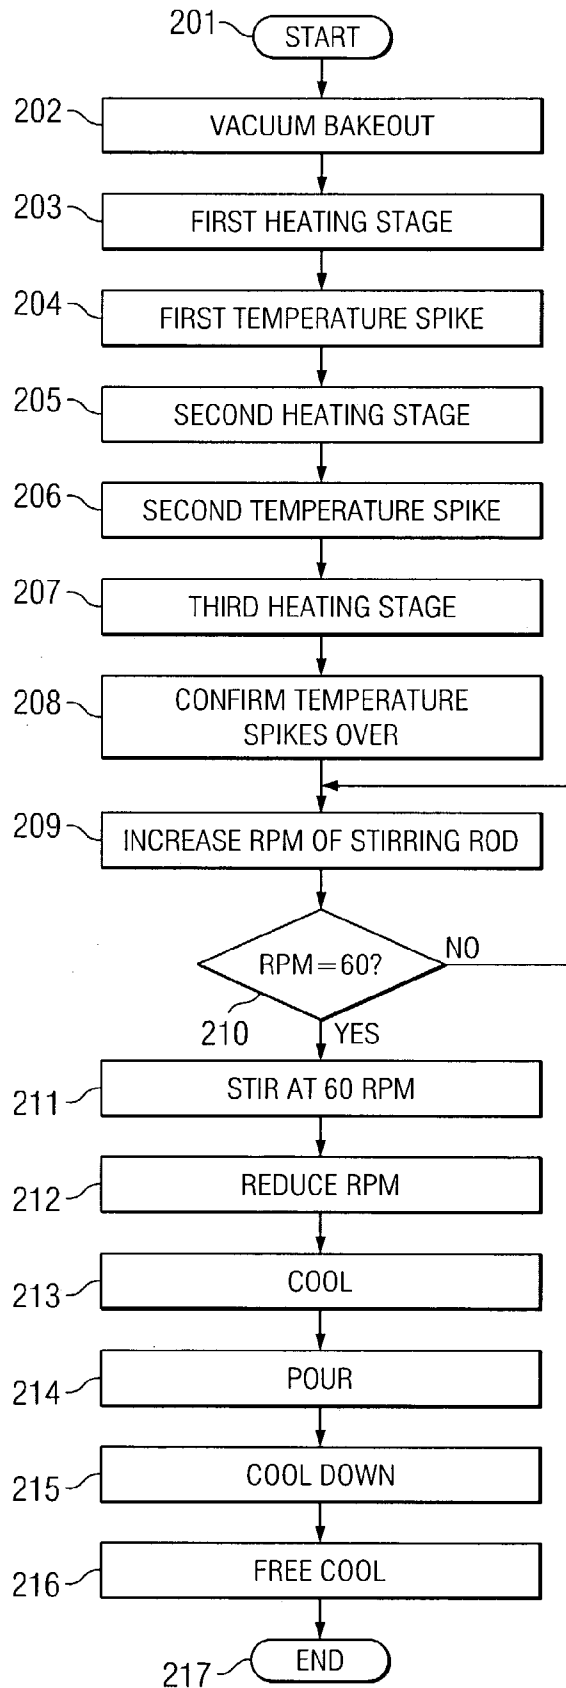 201
START
202
VACUUM BAKEOUT
203
FIRST HEATING STAGE
204
FIRST TEMPERATURE SPIKE
205
SECOND HEATING STAGE
206
SECOND TEMPERATURE SPIKE
207
THIRD HEATING STAGE
208
CONFIRM TEMPERATURE
SPIKES OVER
209
INCREASE RPM OF STIRRING ROD
RPM=60?
NO
210
YES
211
STIR AT 60 RPM
212
REDUCE RPM
213
COOL
214
POUR
215
COOL DOWN
216
FREE COOL
217
END